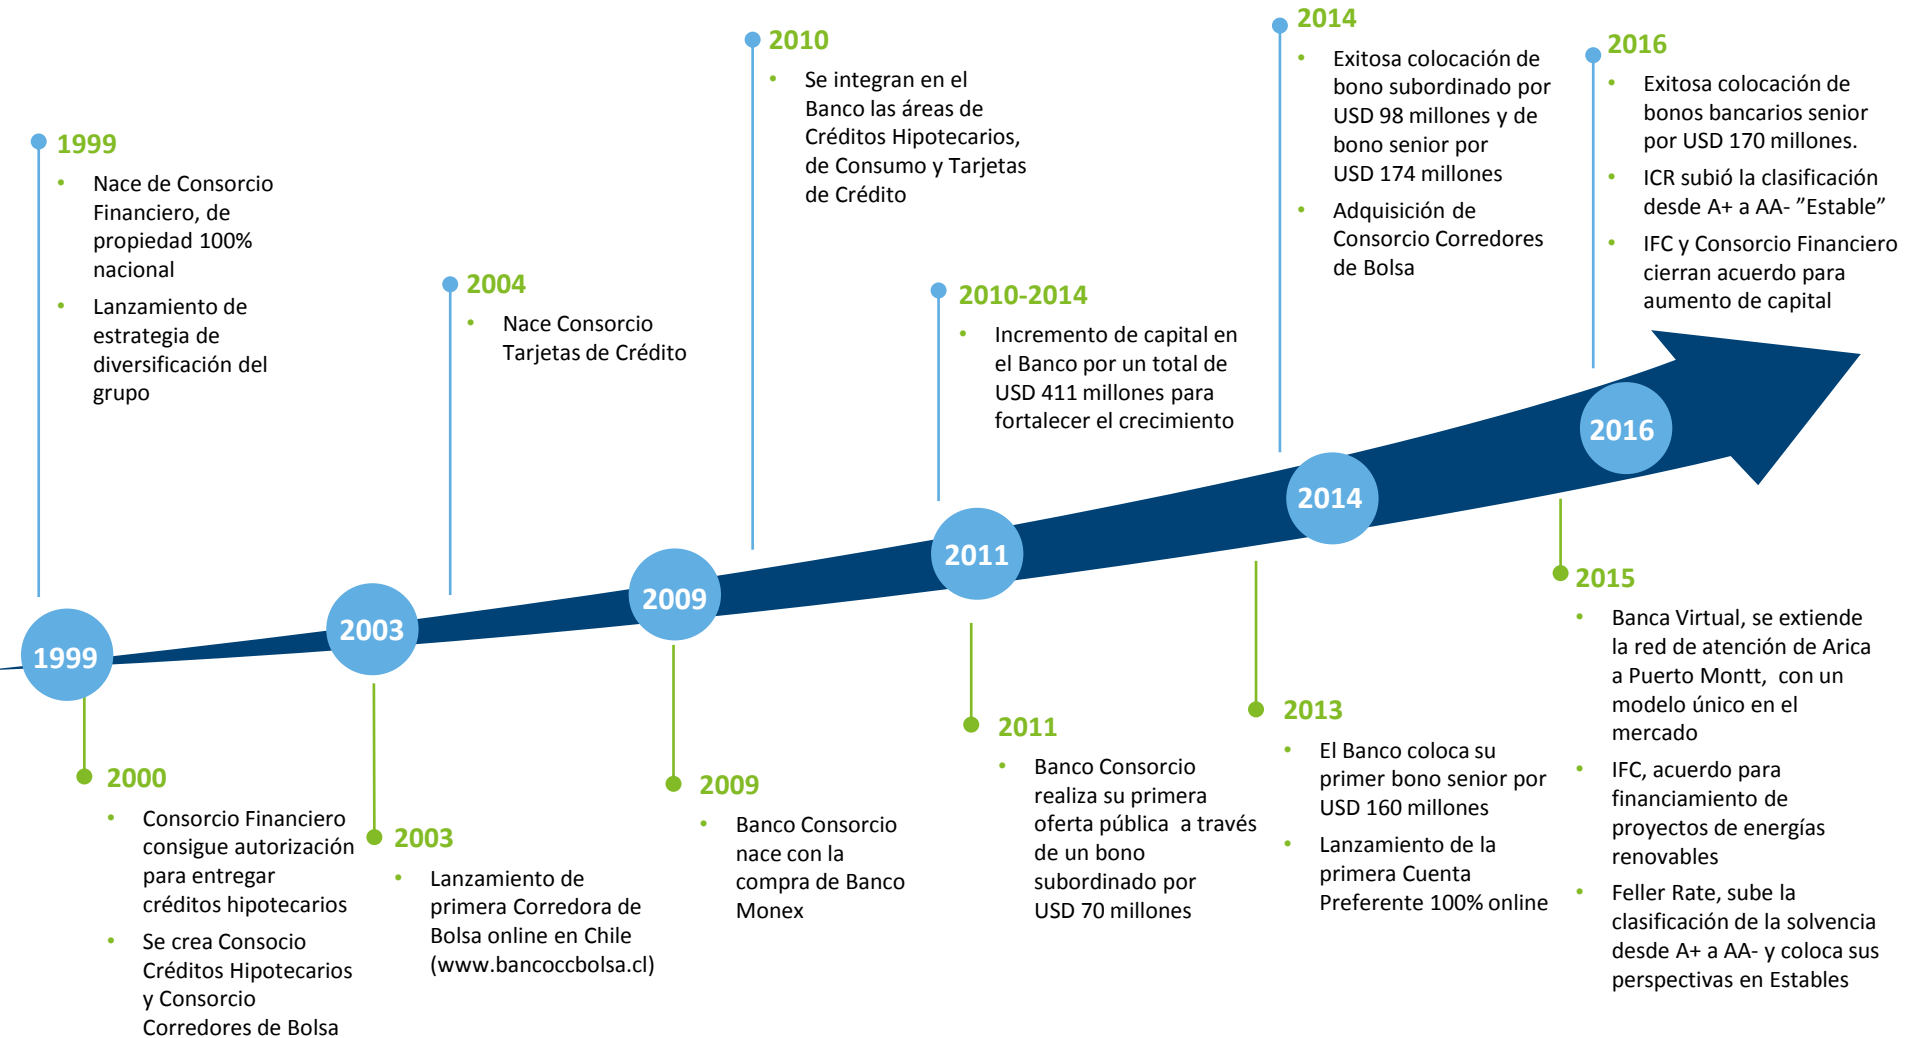 1999
• Nace de Consorcio
Financiero, de
propiedad 100%
nacional
• Lanzamiento de
estrategia de
diversificación del
grupo
2004
• Nace Consorcio
Tarjetas de Crédito
2010
• Se integran en el
Banco las áreas de
Créditos Hipotecarios,
de Consumo y Tarjetas
de Crédito
2010-2014
• Incremento de capital en
el Banco por un total de
USD 411 millones para
fortalecer el crecimiento
2014
• Exitosa colocación de
bono subordinado por
USD 98 millones y de
bono senior por
USD 174 millones
• Adquisición de
Consorcio Corredores
de Bolsa
2016
• Exitosa colocación de
bonos bancarios senior
por USD 170 millones.
• ICR subió la clasificación
desde A+ a AA- ”Estable”
• IFC y Consorcio Financiero
cierran acuerdo para
aumento de capital
1999
2003
2009
2011
2014
2016
2000
• Consorcio Financiero
consigue autorización
para entregar
créditos hipotecarios
• Se crea Consocio
Créditos Hipotecarios
y Consorcio
Corredores de Bolsa
2003
• Lanzamiento de
primera Corredora de
Bolsa online en Chile
(www.bancoccbolsa.cl)
2009
• Banco Consorcio
nace con la
compra de Banco
Monex
2011
• Banco Consorcio
realiza su primera
oferta pública a través
de un bono
subordinado por
USD 70 millones
2013
• El Banco coloca su
primer bono senior por
USD 160 millones
• Lanzamiento de la
primera Cuenta
Preferente 100% online
2015
• Banca Virtual, se extiende
la red de atención de Arica
a Puerto Montt, con un
modelo único en el
mercado
• IFC, acuerdo para
financiamiento de
proyectos de energías
renovables
• Feller Rate, sube la
clasificación de la solvencia
desde A+ a AA- y coloca sus
perspectivas en Estables